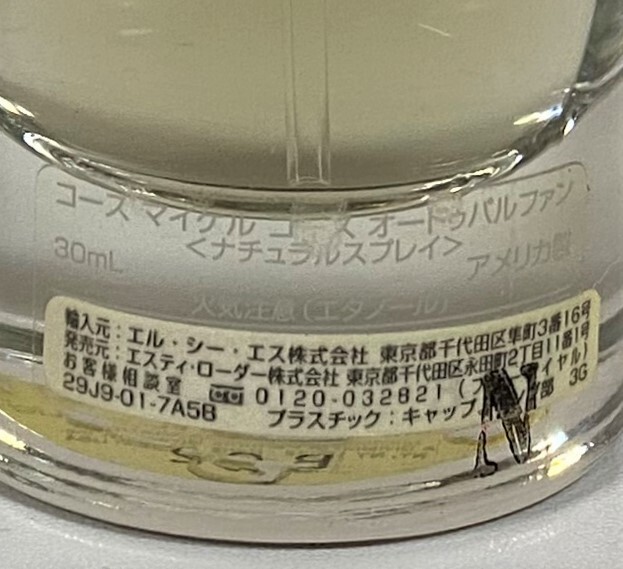 コース マイケル コース オードゥパルファン
<ナチュラルスプレイ>
30mL アメリカ製
火気注意(エタノール)
輸入元:エル・シー・エス株式会社 東京都千代田区隼町3番16号
発売元:エスティ・ローダー株式会社 東京都千代田区永田町2丁目11番1号
お客様相談室 0120-032821 (フ イヤル)
29J9-01-7A5B プラスチック:キャップ 部 3G